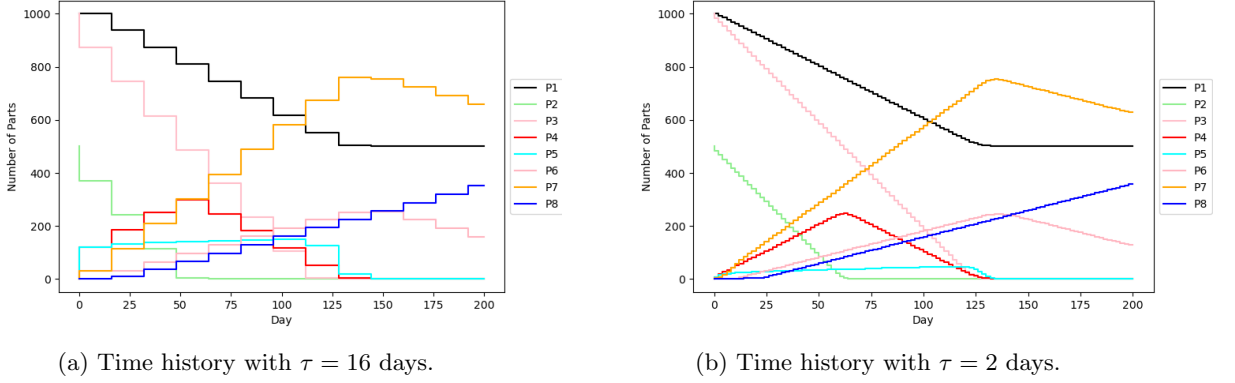 1000
800
600
400
200
0
Number of Parts
0
25
50
75
100
125
150
175
200
Day
P1
P2
P3
P4
P5
P6
P7
P8
(a) Time history with τ = 16 days.
1000
800
600
400
200
0
Number of Parts
0
25
50
75
100
125
150
175
200
Day
P1
P2
P3
P4
P5
P6
P7
P8
(b) Time history with τ = 2 days.